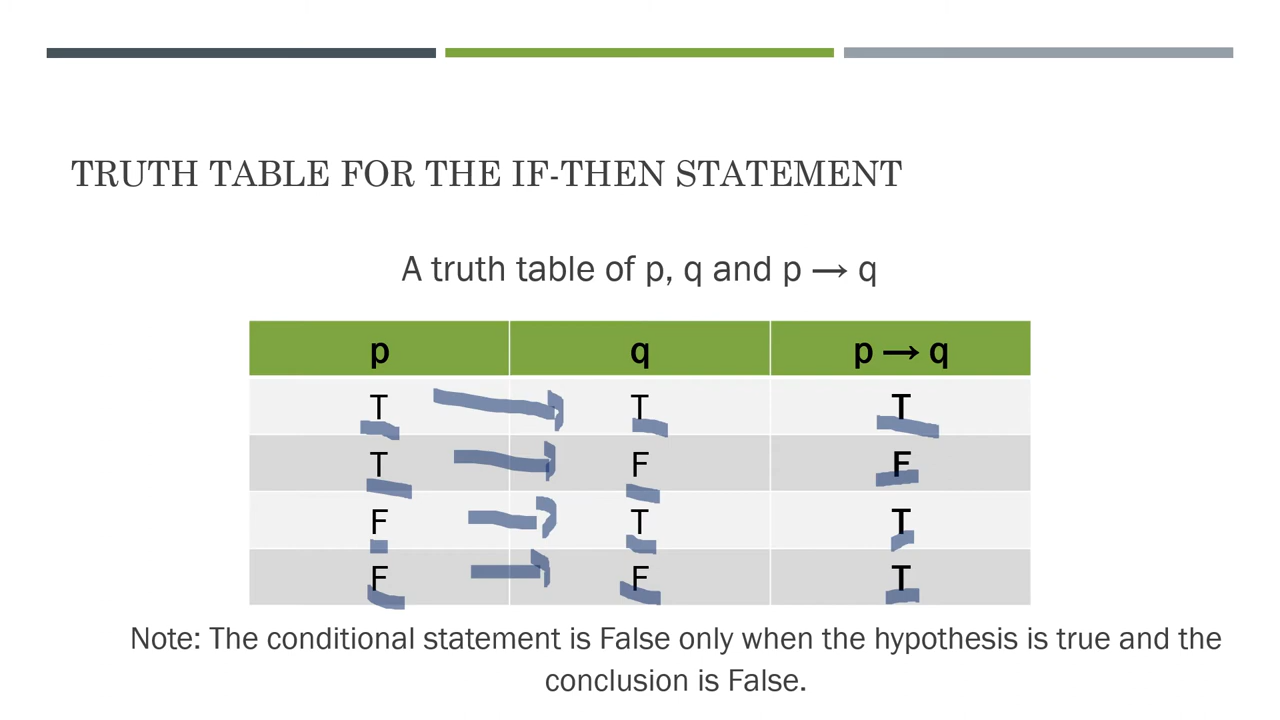 TRUTH TABLE FOR THE IF-THEN STATEMENT
A truth table of p, q and p → q
p q p → q
T T T
T F F
F T T
F F T
Note: The conditional statement is False only when the hypothesis is true and the
conclusion is False.